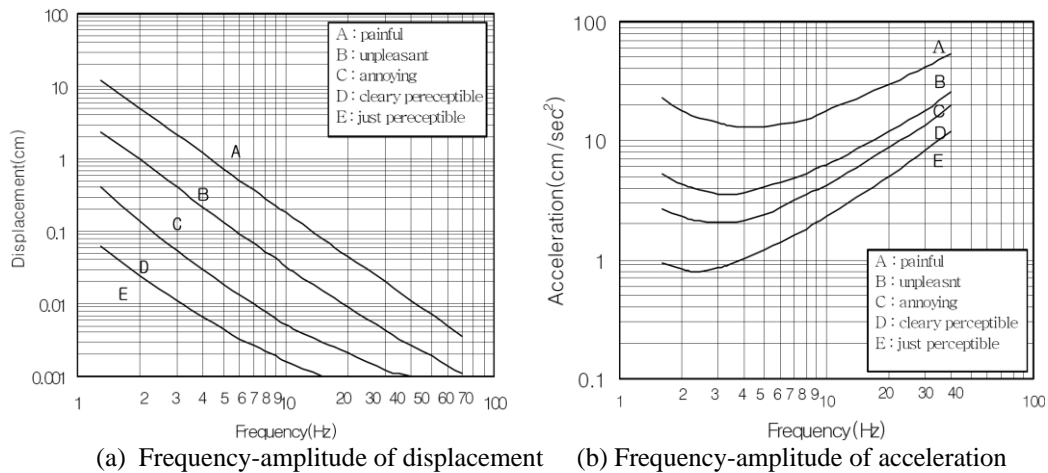 100
10
1
0.1
0.01
0.001
Displacement(cm)
A : painful
B : unpleasant
C : annoying
D : cleary pereceptible
E : just pereptible
A
B
C
D
E
1 2 3 4 5 6 7 8 9 10 20 30 40 50 60 70 100
Frequency(Hz)
(a) Frequency-amplitude of displacement
100
10
1
0.1
Acceleration(cm/sec²)
A
B
C
D
E
A : painful
B : unpleasnt
C : annoying
D : cleary perceptible
E : just perceptible
1 2 3 4 5 6 7 8 9 10 20 30 40 100
Frequency(Hz)
(b) Frequency-amplitude of acceleration